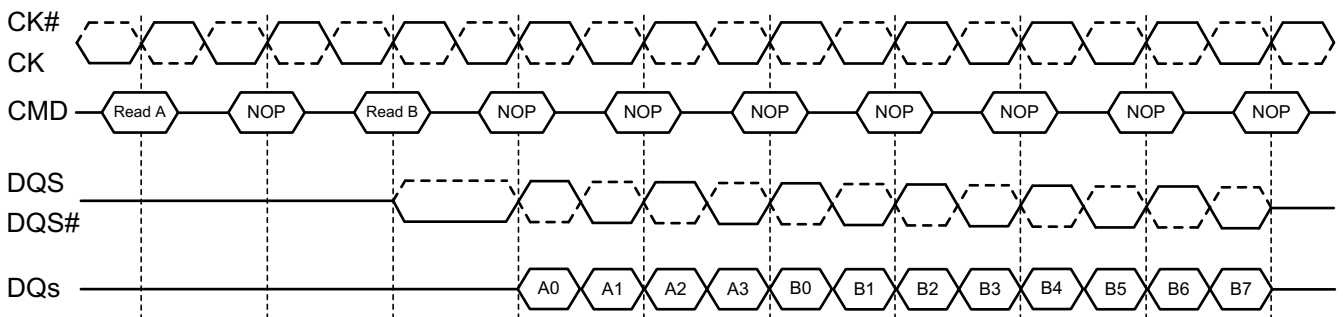 CK#
CK
CMD Read A NOP Read B NOP NOP NOP NOP NOP NOP NOP
DQS
DQS#
DQs A0 A1 A2 A3 B0 B1 B2 B3 B4 B5 B6 B7